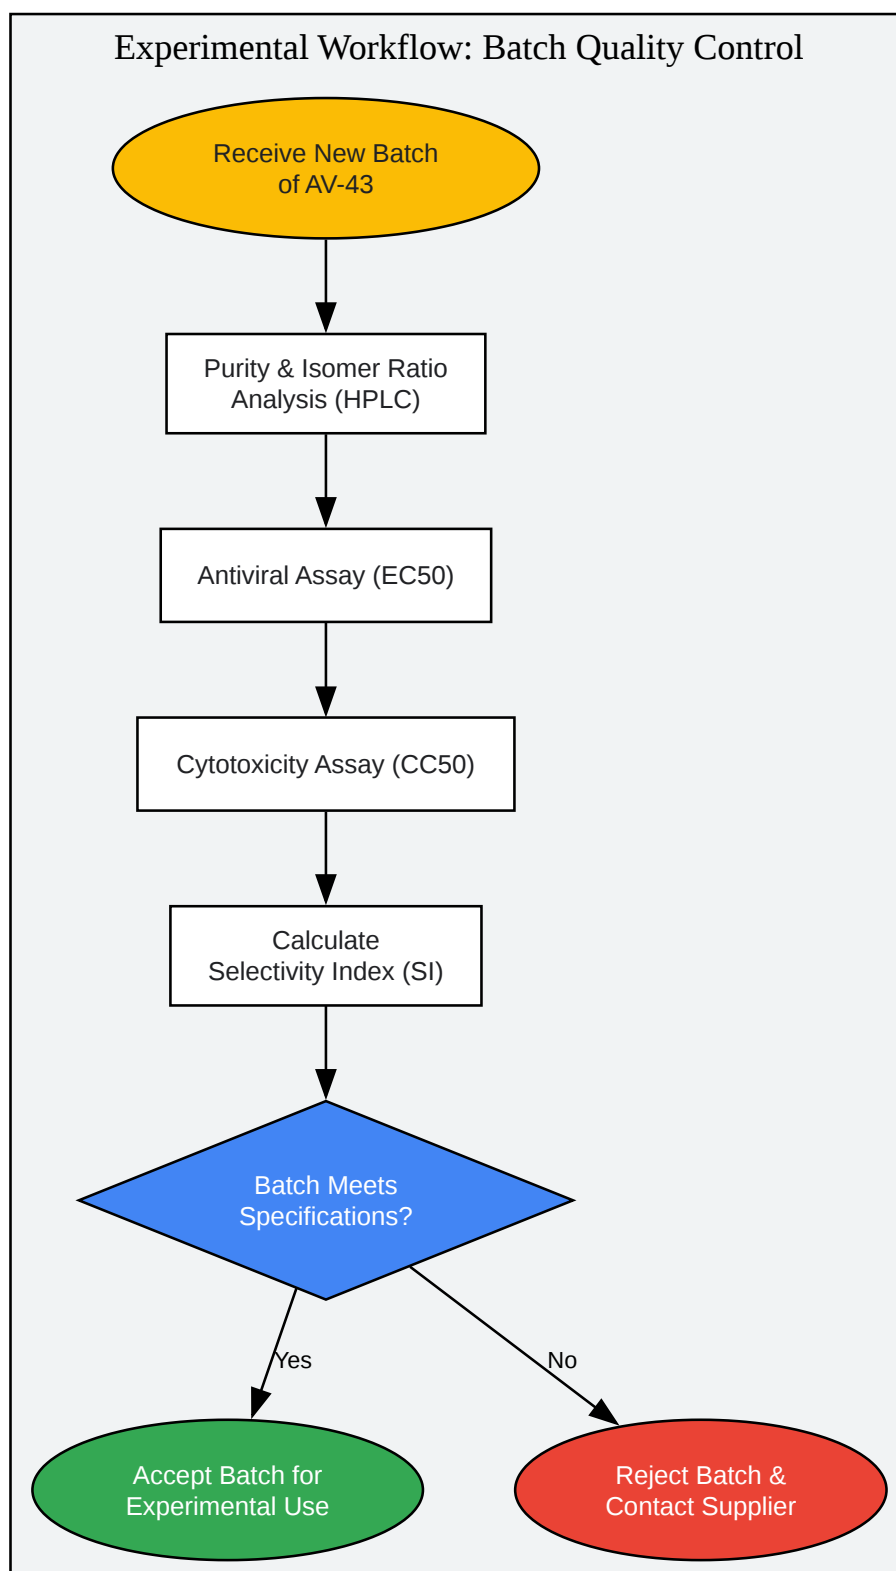 Experimental Workflow: Batch Quality Control
Receive New Batch
of AV-43
Purity & Isomer Ratio
Analysis (HPLC)
Antiviral Assay (EC50)
Cytotoxicity Assay (CC50)
Calculate
Selectivity Index (SI)
Batch Meets
Specifications?
Yes
No
Accept Batch for
Experimental Use
Reject Batch &
Contact Supplier